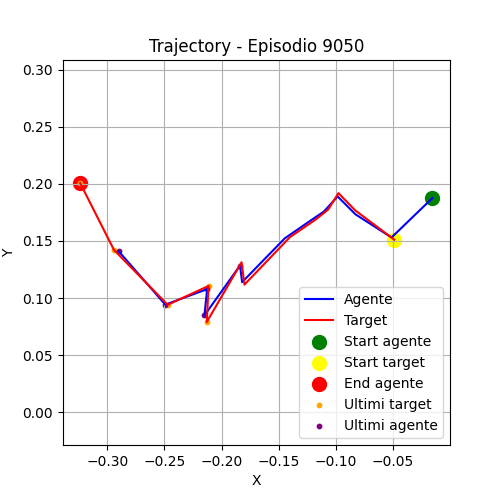 Trajectory - Episodio 9050
0.30
0.25
0.20
0.15
0.10
0.05
0.00
Y
−0.30
−0.25
−0.20
−0.15
−0.10
−0.05
X
Agente
Target
Start agente
Start target
End agente
Ultimi target
Ultimi agente